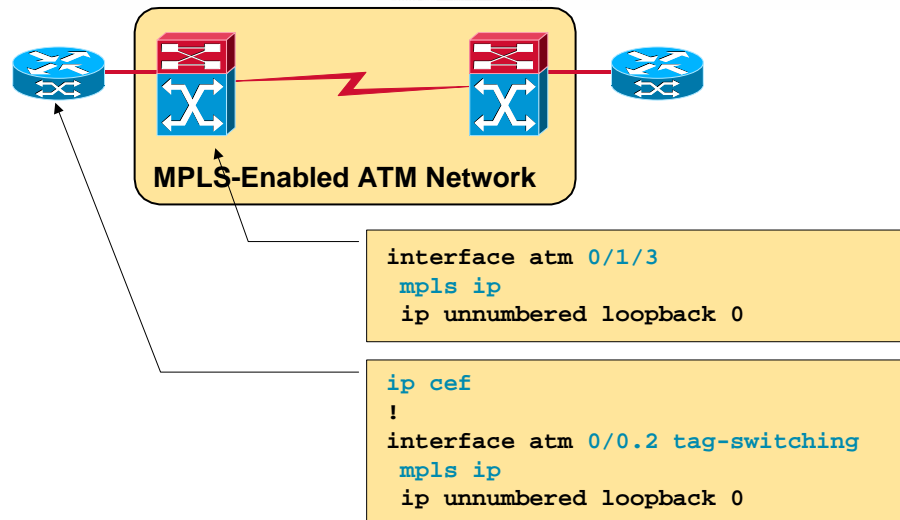 MPLS-Enabled ATM Network
interface atm 0/1/3
mpls ip
ip unnumbered loopback 0
ip cef
!
interface atm 0/0.2 tag-switching
mpls ip
ip unnumbered loopback 0